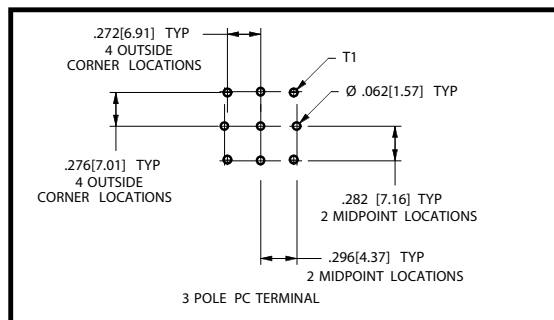 .272[6.91] TYP
4 OUTSIDE
CORNER LOCATIONS
T1
Ø .062[1.57] TYP
.276[7.01] TYP
4 OUTSIDE
CORNER LOCATIONS
.282 [7.16] TYP
2 MIDPOINT LOCATIONS
.296[4.37] TYP
2 MIDPOINT LOCATIONS
3 POLE PC TERMINAL